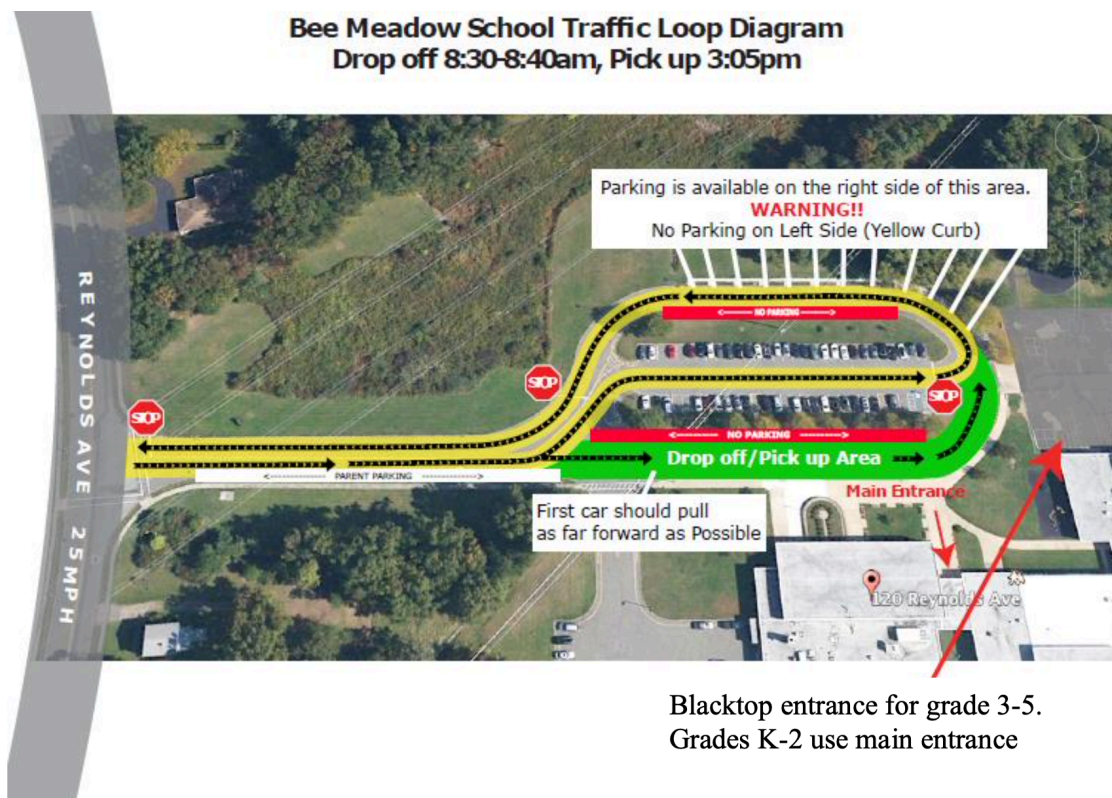 Bee Meadow School Traffic Loop Diagram
Drop off 8:30-8:40am, Pick up 3:05pm
Parking is available on the right side of this area.
WARNING!!
No Parking on Left Side (Yellow Curb)
REYNOLDS AVE 25MPH
<-------- NO PARKING -------->
STOP
STOP
STOP
<-------- NO PARKING -------->
Drop off/Pick up Area
<-------------- PARENT PARKING -------------->
Main Entrance
First car should pull
as far forward as Possible
120 Reynolds Ave
Blacktop entrance for grade 3-5.
Grades K-2 use main entrance